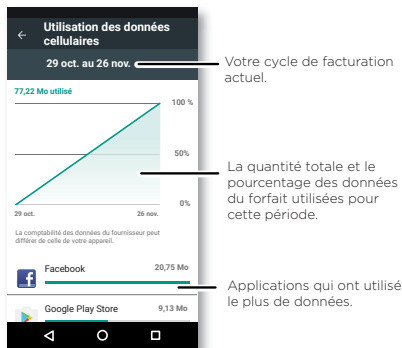 Utilisation des données
cellulaires
29 oct. au 26 nov.
77,22 Mo utilisé
100 %
50%
0%
29 oct.
26 nov.
La comptabilité des données du fournisseur peut
différer de celle de votre appareil.
Facebook
20,75 Mo
Google Play Store
9,13 Mo
Votre cycle de facturation
actuel.
La quantité totale et le
pourcentage des données
du forfait utilisées pour
cette période.
Applications qui ont utilisé
le plus de données.